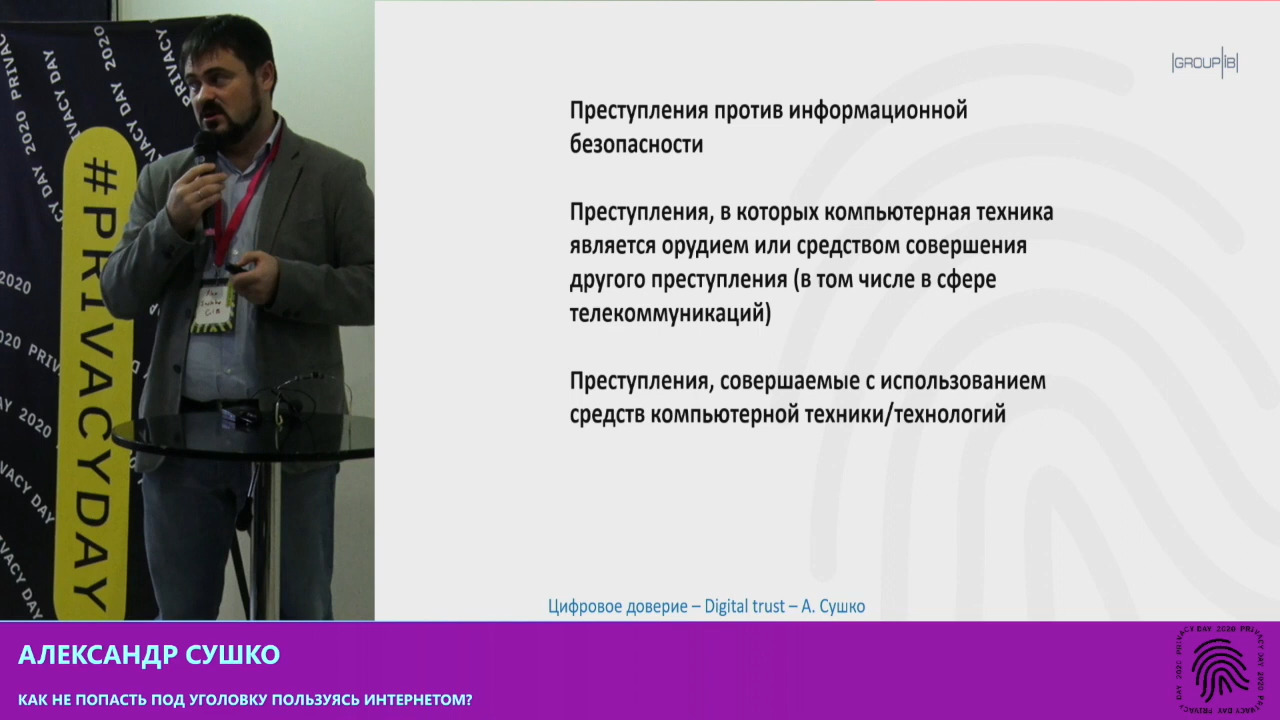 #PRIVACYDAY
|GROUP|iB|
Преступления против информационной
безопасности
Преступления, в которых компьютерная техника
является орудием или средством совершения
другого преступления (в том числе в сфере
телекоммуникаций)
Преступления, совершаемые с использованием
средств компьютерной техники/технологий
Цифровое доверие – Digital trust – А. Сушко
АЛЕКСАНДР СУШКО
КАК НЕ ПОПАСТЬ ПОД УГОЛОВКУ ПОЛЬЗУЯСЬ ИНТЕРНЕТОМ?
PRIVACY DAY 2020